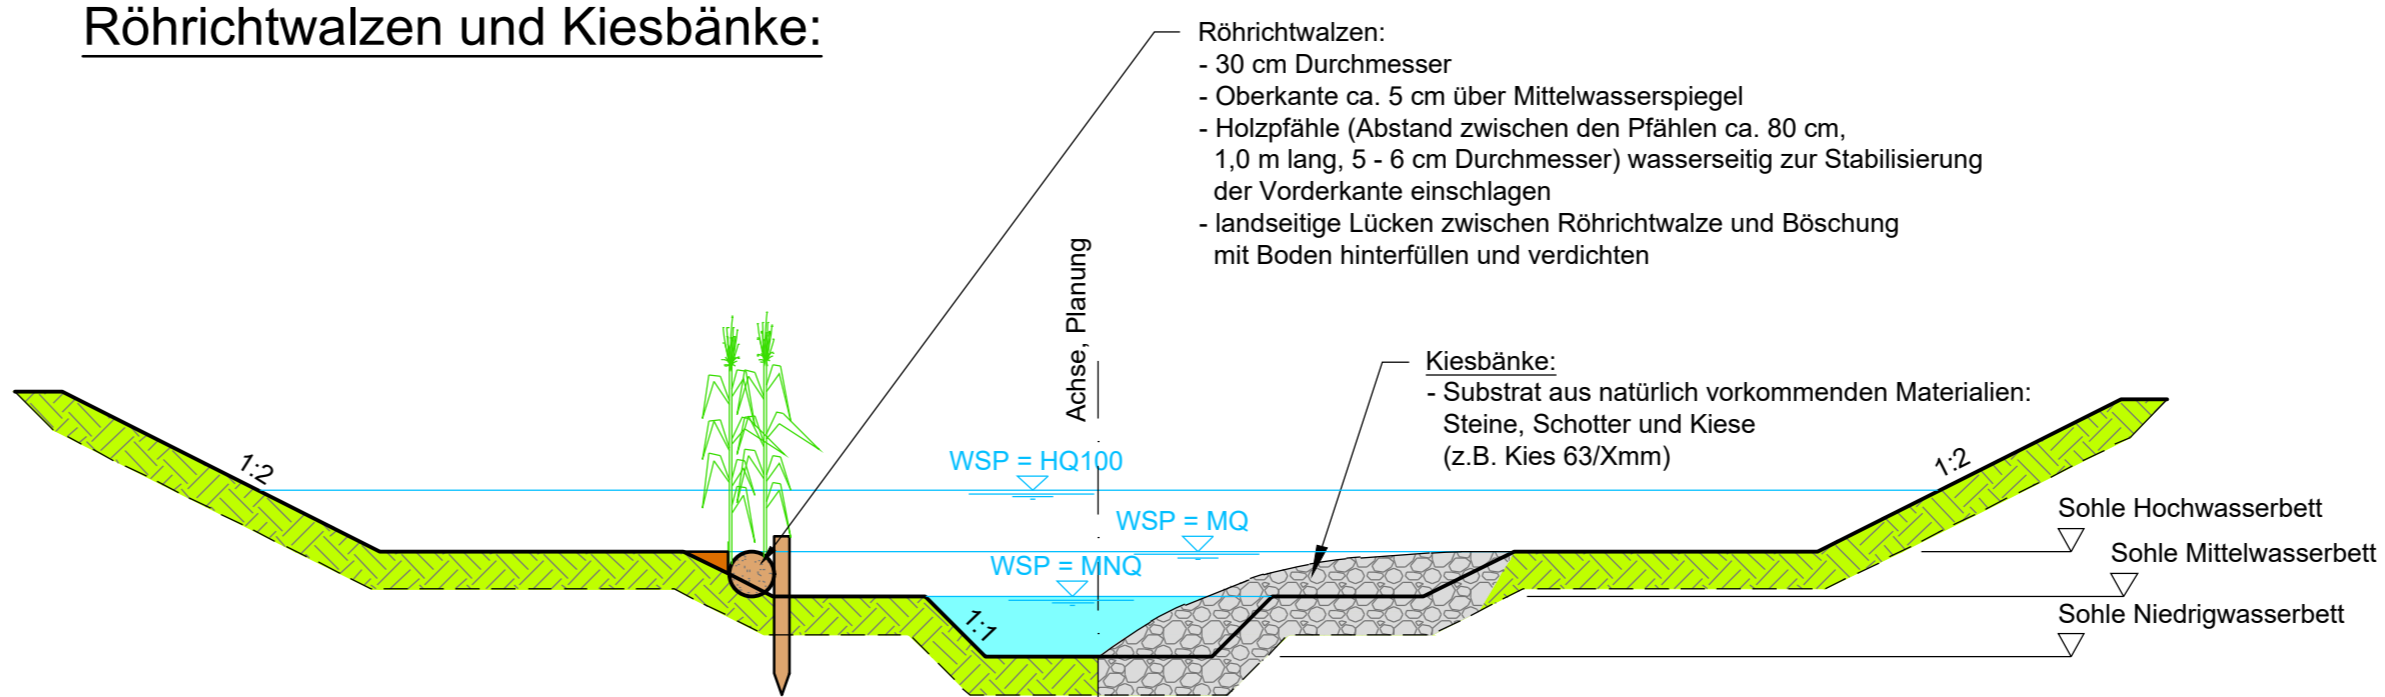 Röhrichtwalzen und Kiesbänke:
Röhrichtwalzen:
- 30 cm Durchmesser
- Oberkante ca. 5 cm über Mittelwasserspiegel
- Holzpfähle (Abstand zwischen den Pfählen ca. 80 cm,
1,0 m lang, 5 - 6 cm Durchmesser) wasserseitig zur Stabilisierung
der Vorderkante einschlagen
- landseitige Lücken zwischen Röhrichtwalze und Böschung
mit Boden hinterfüllen und verdichten
Achse, Planung
Kiesbänke:
- Substrat aus natürlich vorkommenden Materialien:
Steine, Schotter und Kiese
(z.B. Kies 63/Xmm)
1:2
WSP = HQ100
1:2
WSP = MQ
WSP = MNQ
1:1
Sohle Hochwasserbett
Sohle Mittelwasserbett
Sohle Niedrigwasserbett